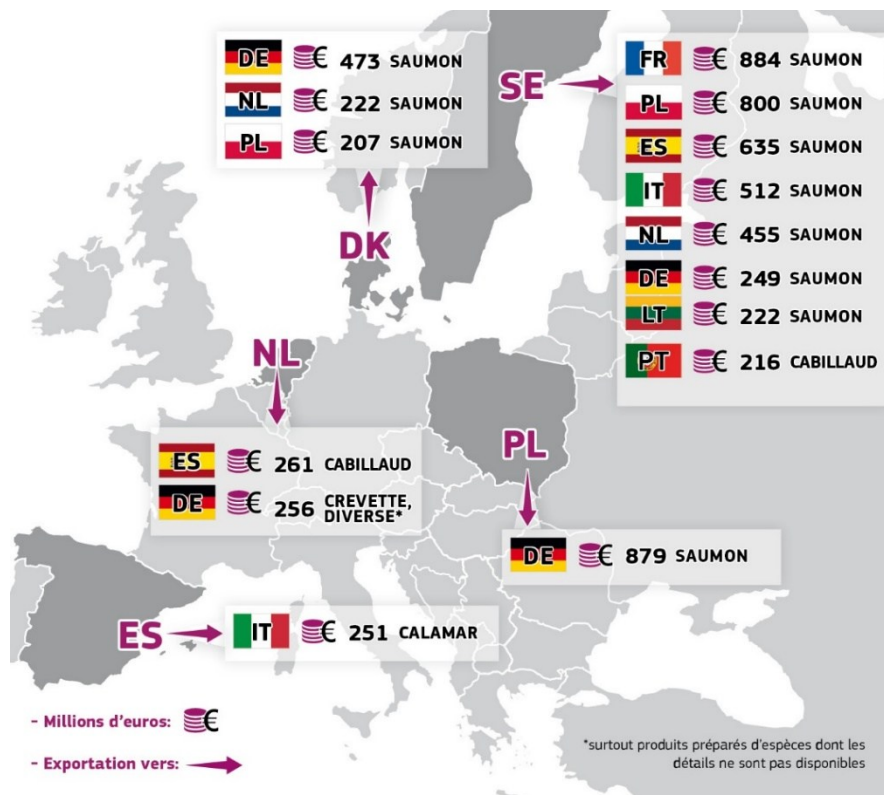 DE € 473 SAUMON
NL € 222 SAUMON
PL € 207 SAUMON
DK
SE
FR € 884 SAUMON
PL € 800 SAUMON
ES € 635 SAUMON
IT € 512 SAUMON
NL € 455 SAUMON
DE € 249 SAUMON
LT € 222 SAUMON
PT € 216 CABILLAUD
NL
ES € 261 CABILLAUD
DE € 256 CREVETTE,
DIVERSE*
PL
DE € 879 SAUMON
ES
IT € 251 CALAMAR
- Millions d'euros: €
- Exportation vers:
*surtout produits préparés d'espèces dont les
détails ne sont pas disponibles